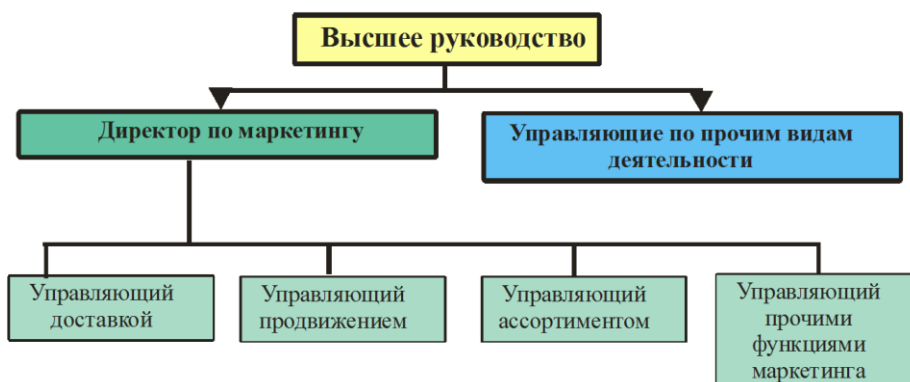 Высшее руководство
Директор по маркетингу
Управляющие по прочим видам
деятельности
Управляющий
доставкой
Управляющий
продвижением
Управляющий
ассортиментом
Управляющий
прочими
функциями
маркетинга